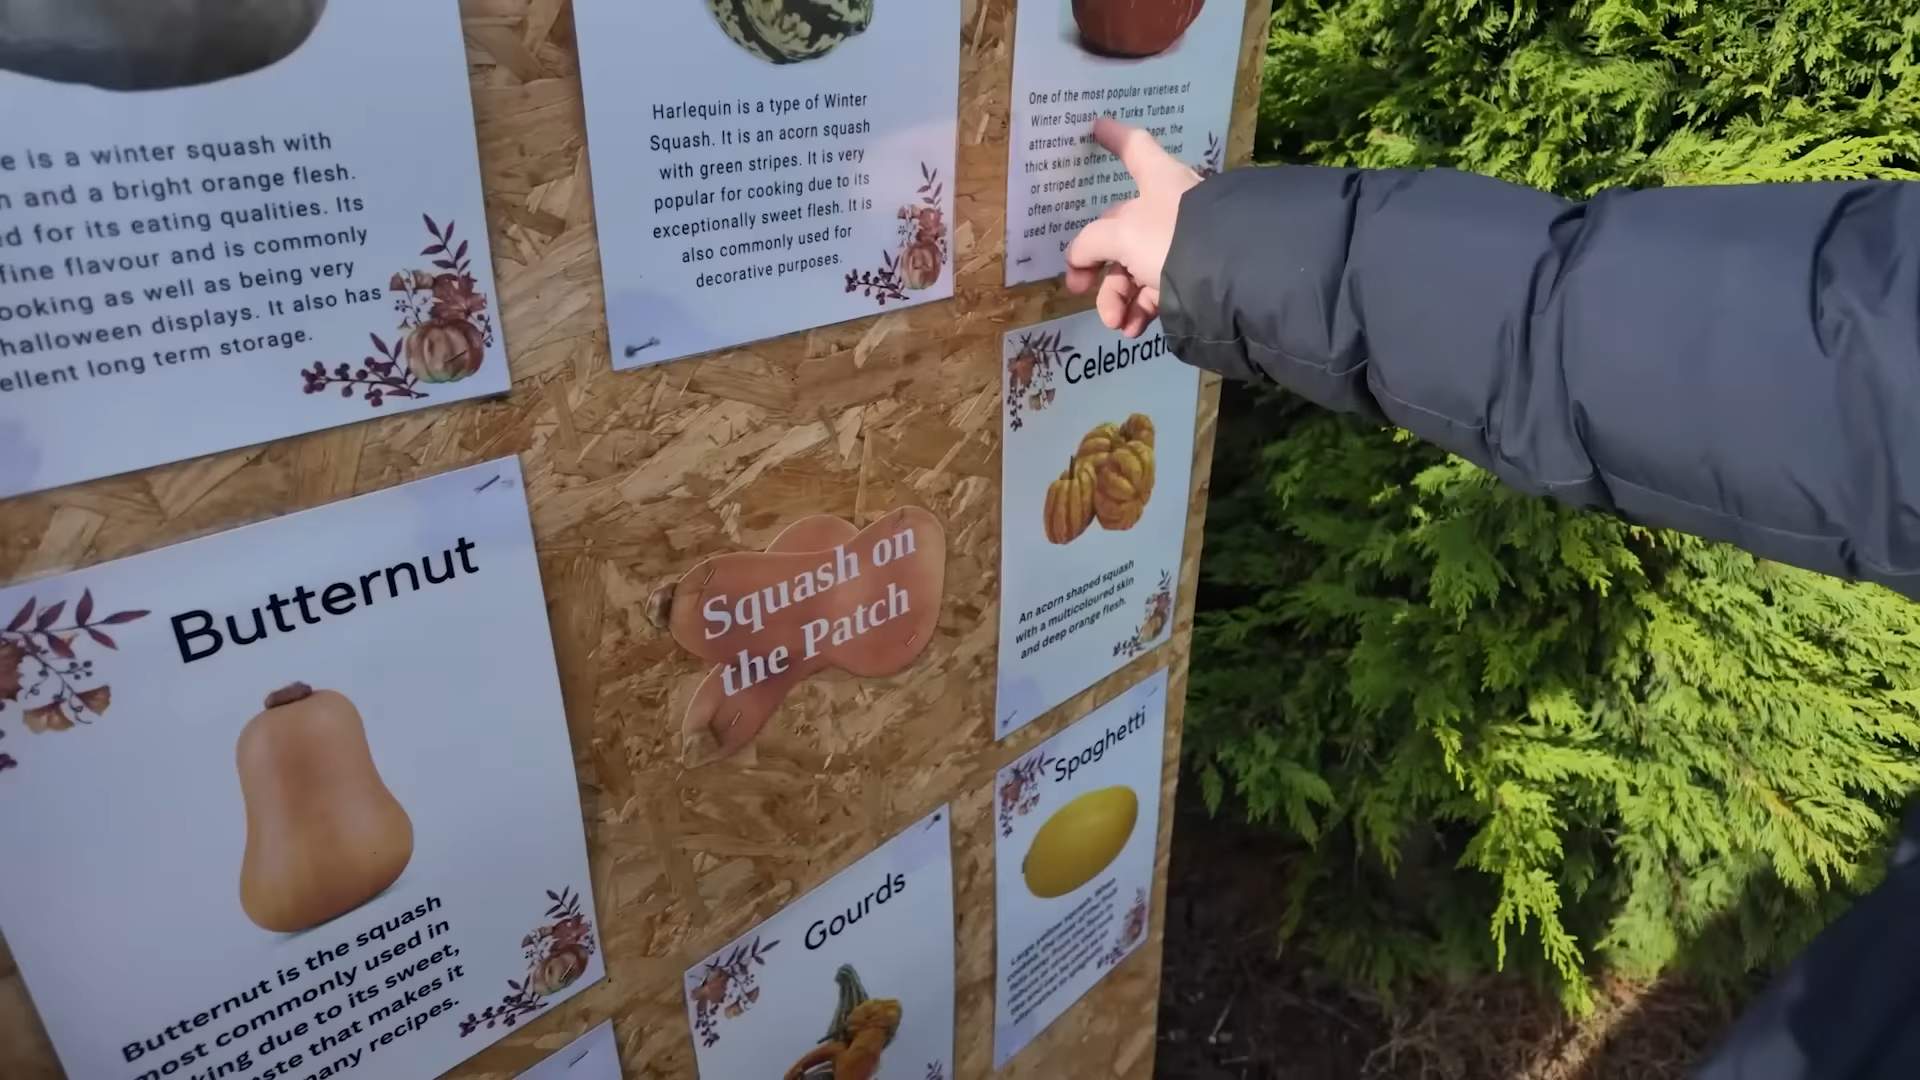 e is a winter squash with
n and a bright orange flesh.
ed for its eating qualities. Its
fine flavour and is commonly
ooking as well as being very
halloween displays. It also has
ellent long term storage.
Harlequin is a type of Winter
Squash. It is an acorn squash
with green stripes. It is very
popular for cooking due to its
exceptionally sweet flesh. It is
also commonly used for
decorative purposes.
One of the most popular varieties of
Winter Squash, the Turks Turban is
attractive, with hape, the
thick skin is often
or striped and the bott
often orange. It is most
used for decor
Celebrati
An acorn shaped squash
with a multicoloured skin
and deep orange flesh.
Butternut
Butternut is the squash
most commonly used in
king due to its sweet,
aste that makes it
many recipes.
Squash on
the Patch
Gourds
Spaghetti